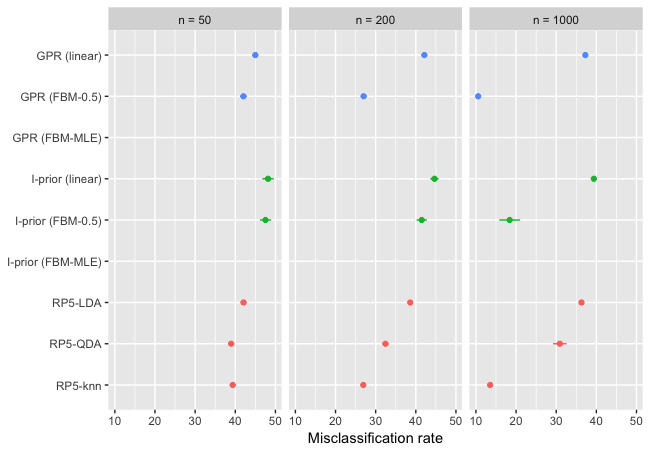 n = 50 n = 200 n = 1000
GPR (linear)
GPR (FBM-0.5)
GPR (FBM-MLE)
I-prior (linear)
I-prior (FBM-0.5)
I-prior (FBM-MLE)
RP5-LDA
RP5-QDA
RP5-knn
10 20 30 40 50 10 20 30 40 50 10 20 30 40 50
Misclassification rate